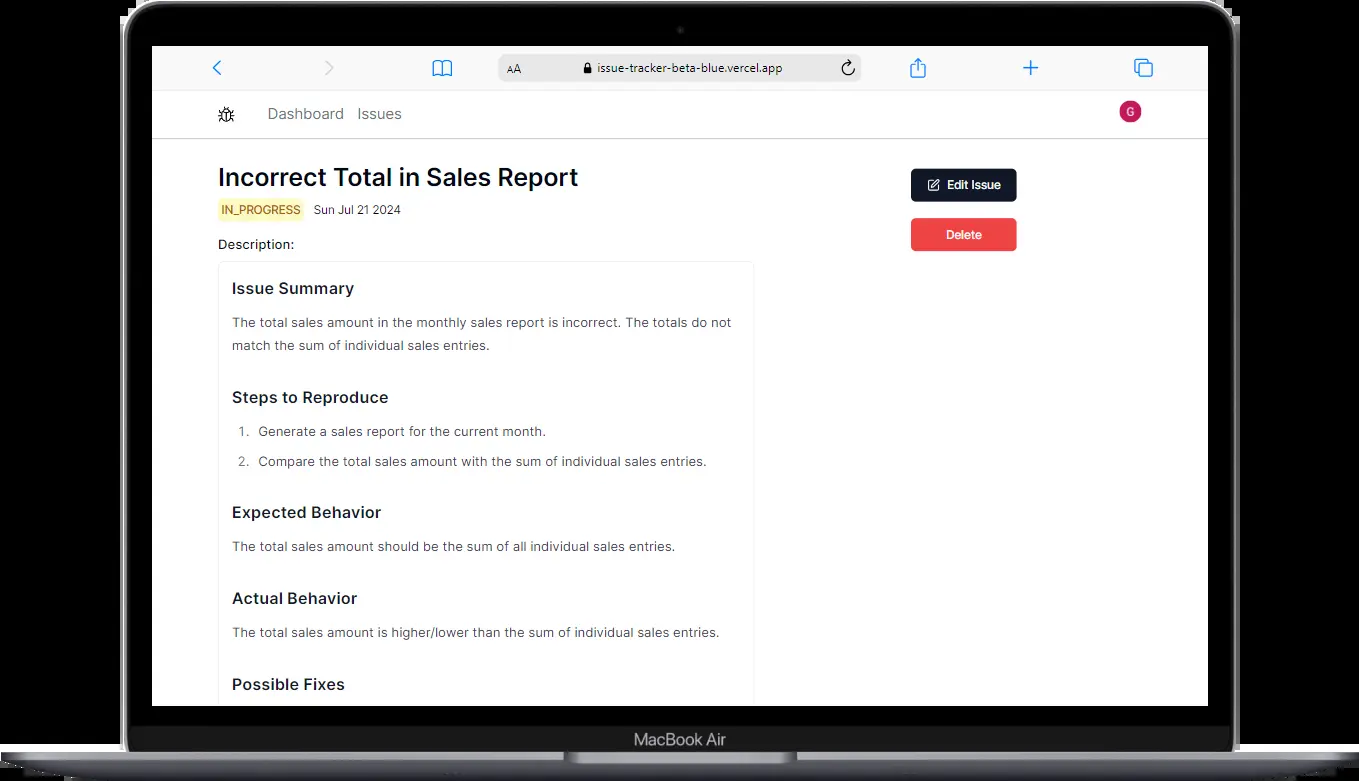 AA issue-tracker-beta-blue.vercel.app
Dashboard Issues G
Incorrect Total in Sales Report
Edit Issue
IN_PROGRESS Sun Jul 21 2024
Delete
Description:
Issue Summary
The total sales amount in the monthly sales report is incorrect. The totals do not
match the sum of individual sales entries.
Steps to Reproduce
1. Generate a sales report for the current month.
2. Compare the total sales amount with the sum of individual sales entries.
Expected Behavior
The total sales amount should be the sum of all individual sales entries.
Actual Behavior
The total sales amount is higher/lower than the sum of individual sales entries.
Possible Fixes
MacBook Air